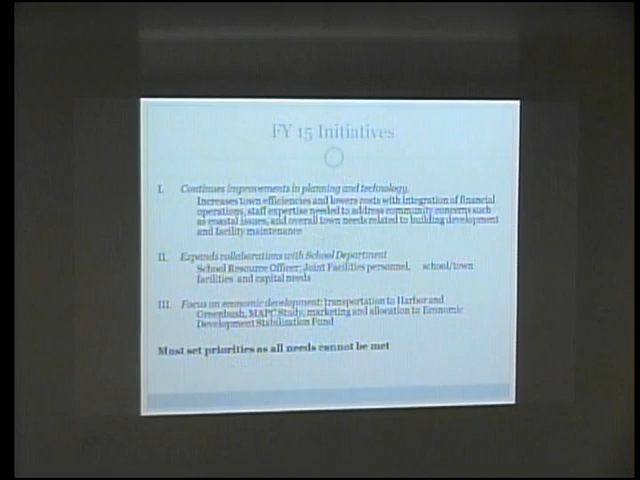 FY 15 Initiatives
I. Continues improvements in planning and technology.
Increases town efficiencies and lowers costs with integration of financial
operations, staff expertise needed to address community concerns such
as coastal issues, and overall town needs related to building development
and facility maintenance
II. Expands collaborations with School Department
School Resource Officer; Joint Facilities personnel, school/town
facilities and capital needs
III. Focus on economic development: transportation to Harbor and
Greenbush, MAPC Study, marketing and allocation to Economic
Development Stabilization Fund
Must set priorities as all needs cannot be met